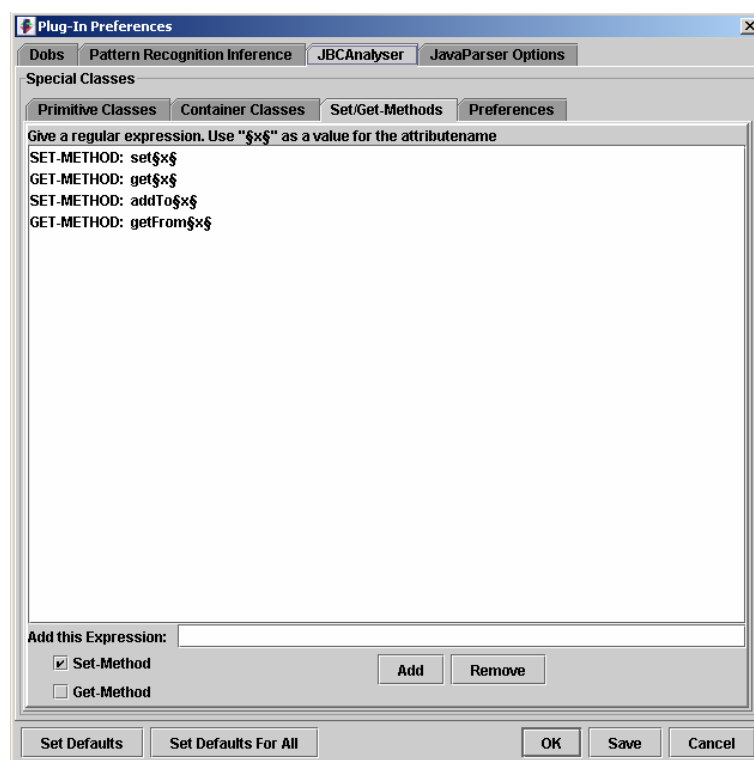 Plug-In Preferences
Dobs Pattern Recognition Inference JBCAnalyser JavaParser Options
Special Classes
Primitive Classes Container Classes Set/Get-Methods Preferences
Give a regular expression. Use "§x§" as a value for the attributename
SET-METHOD: set§x§
GET-METHOD: get§x§
SET-METHOD: addTo§x§
GET-METHOD: getFrom§x§
Add this Expression:
Set-Method
Add Remove
Get-Method
Set Defaults Set Defaults For All OK Save Cancel